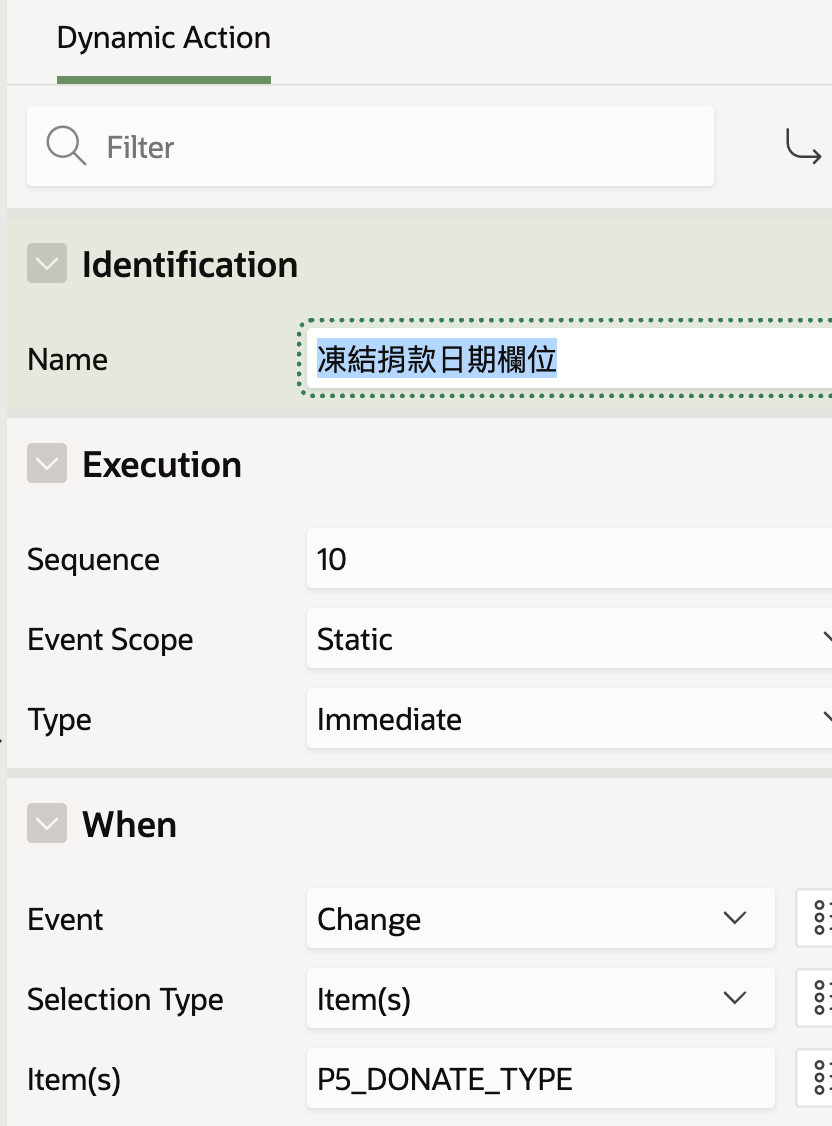 Dynamic Action
Filter
Identification
Name 凍結捐款日期欄位
Execution
Sequence 10
Event Scope Static
Type Immediate
When
Event Change
Selection Type Item(s)
Item(s) P5_DONATE_TYPE